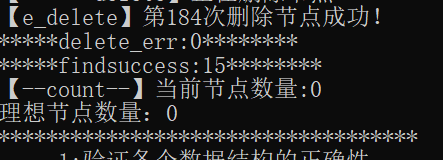 【e_delete】第184次删除节点成功！
*****delete_err:0********
*****findsuccess:15********
【--count--】当前节点数量:0
理想节点数量：0
***********************************
1:验证各个数据结构的正确性